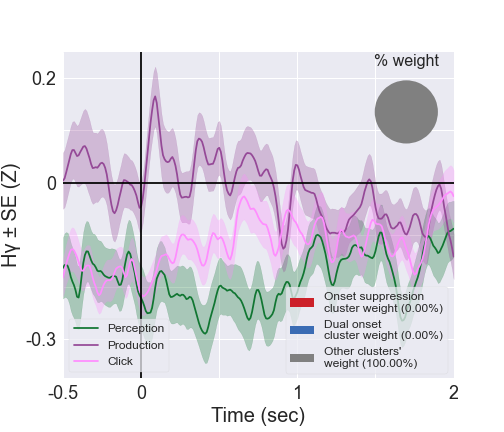 % weight
0.2
0
-0.3
Hγ ± SE (Z)
Perception
Production
Click
Onset suppression
cluster weight (0.00%)
Dual onset
cluster weight (0.00%)
Other clusters'
weight (100.00%)
-0.5
0
1
2
Time (sec)